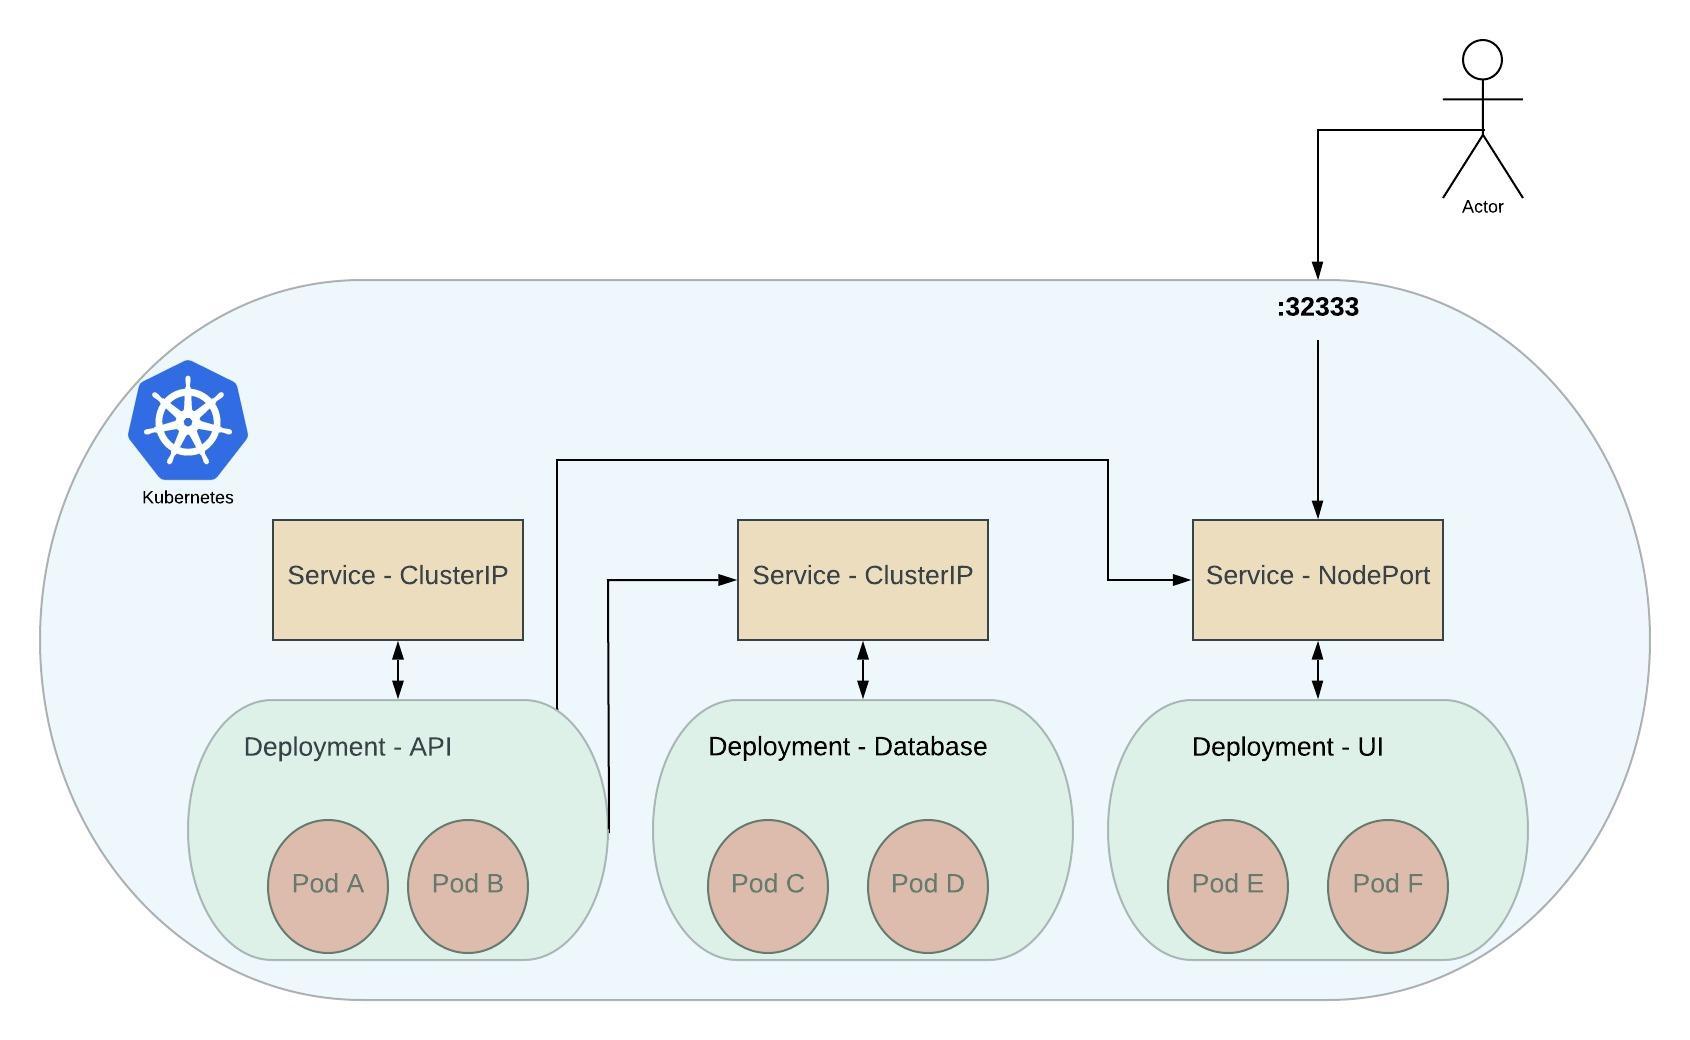 Actor
:32333
Kubernetes
Service - ClusterIP
Service - ClusterIP
Service - NodePort
Deployment - API
Deployment - Database
Deployment - UI
Pod A
Pod B
Pod C
Pod D
Pod E
Pod F